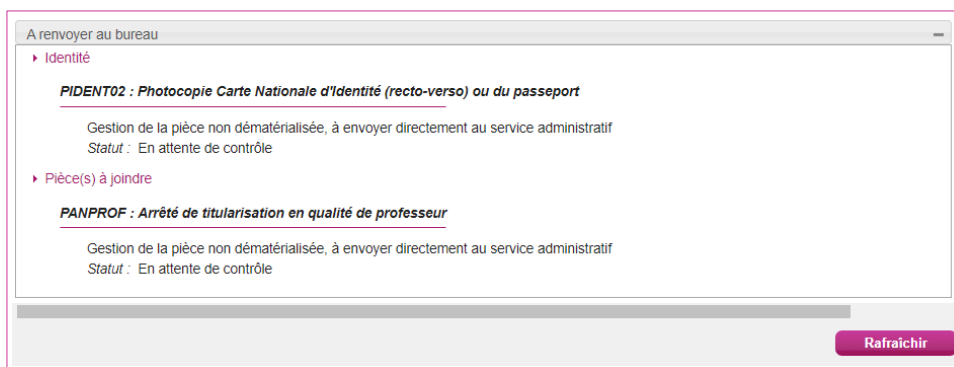 A renvoyer au bureau
Identité
PIDENT02 : Photocopie Carte Nationale d'Identité (recto-verso) ou du passeport
Gestion de la pièce non dématérialisée, à envoyer directement au service administratif
Statut : En attente de contrôle
Pièce(s) à joindre
PANPROF : Arrêté de titularisation en qualité de professeur
Gestion de la pièce non dématérialisée, à envoyer directement au service administratif
Statut : En attente de contrôle
Rafraîchir